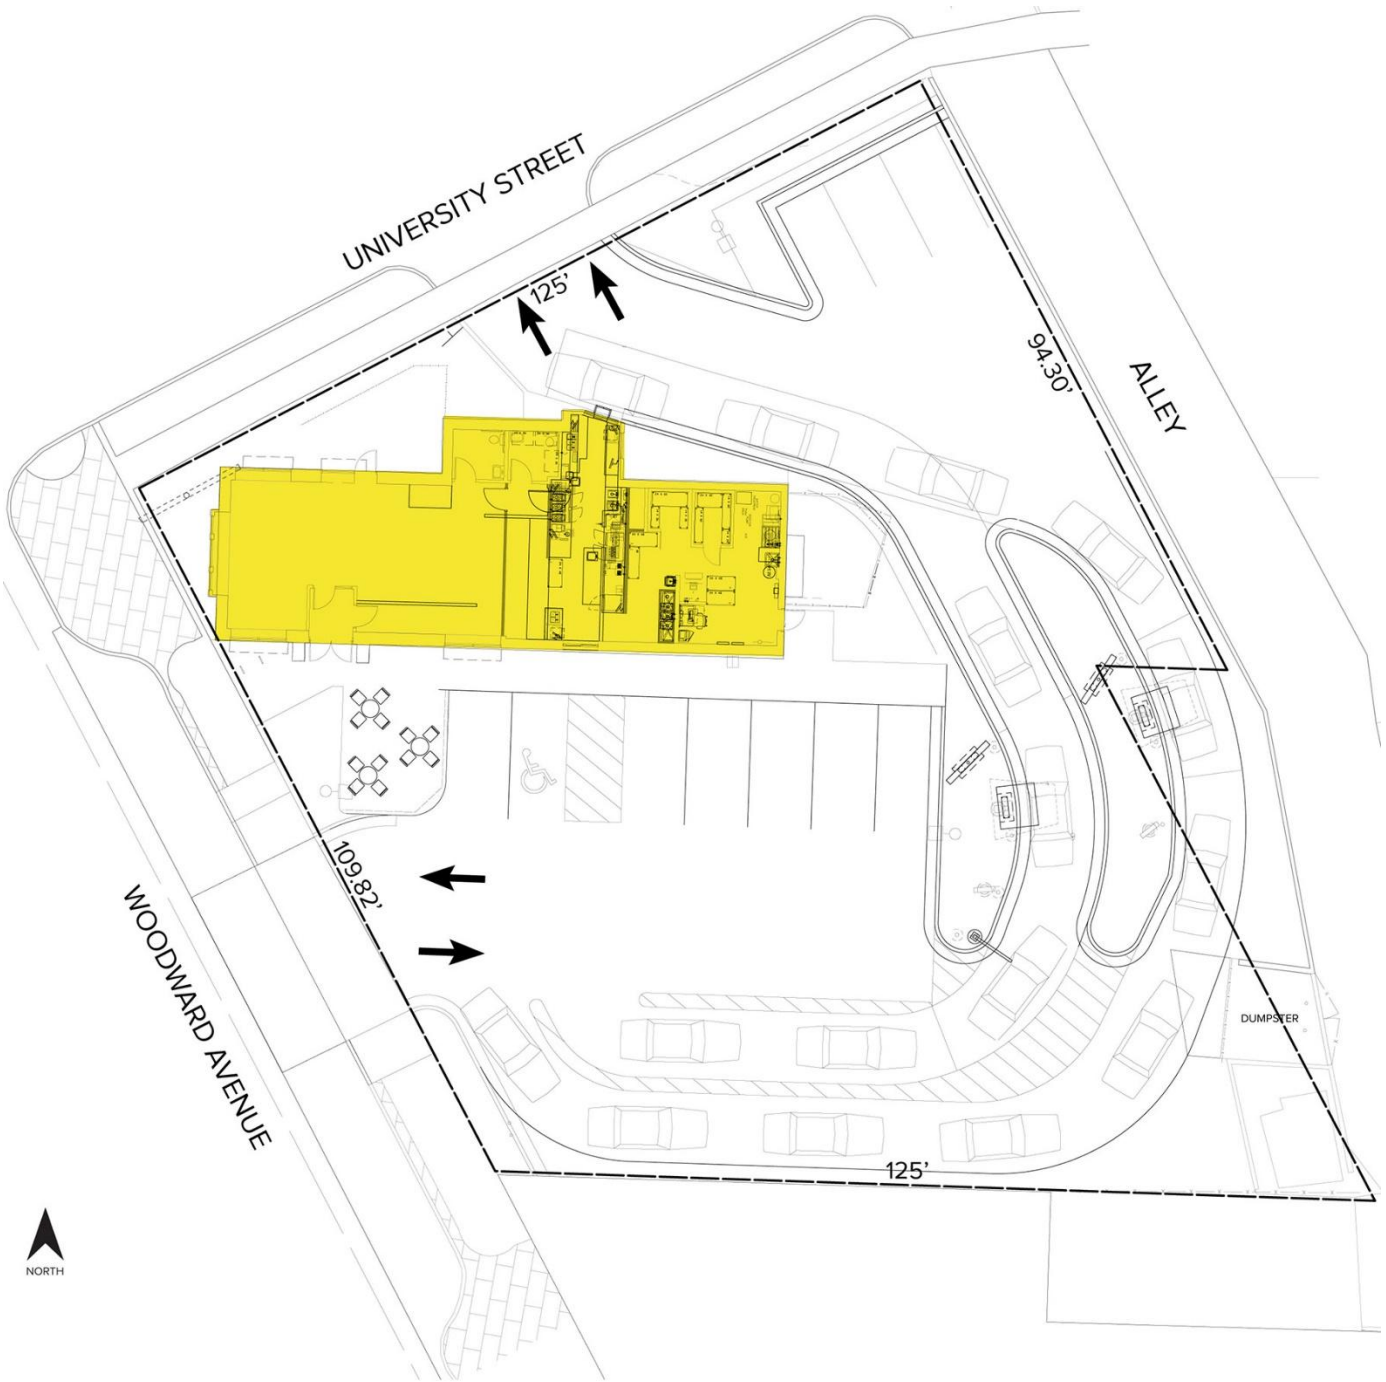 UNIVERSITY STREET
125'
94.30'
ALLEY
109.82'
WOODWARD AVENUE
DUMPSTER
125'
NORTH